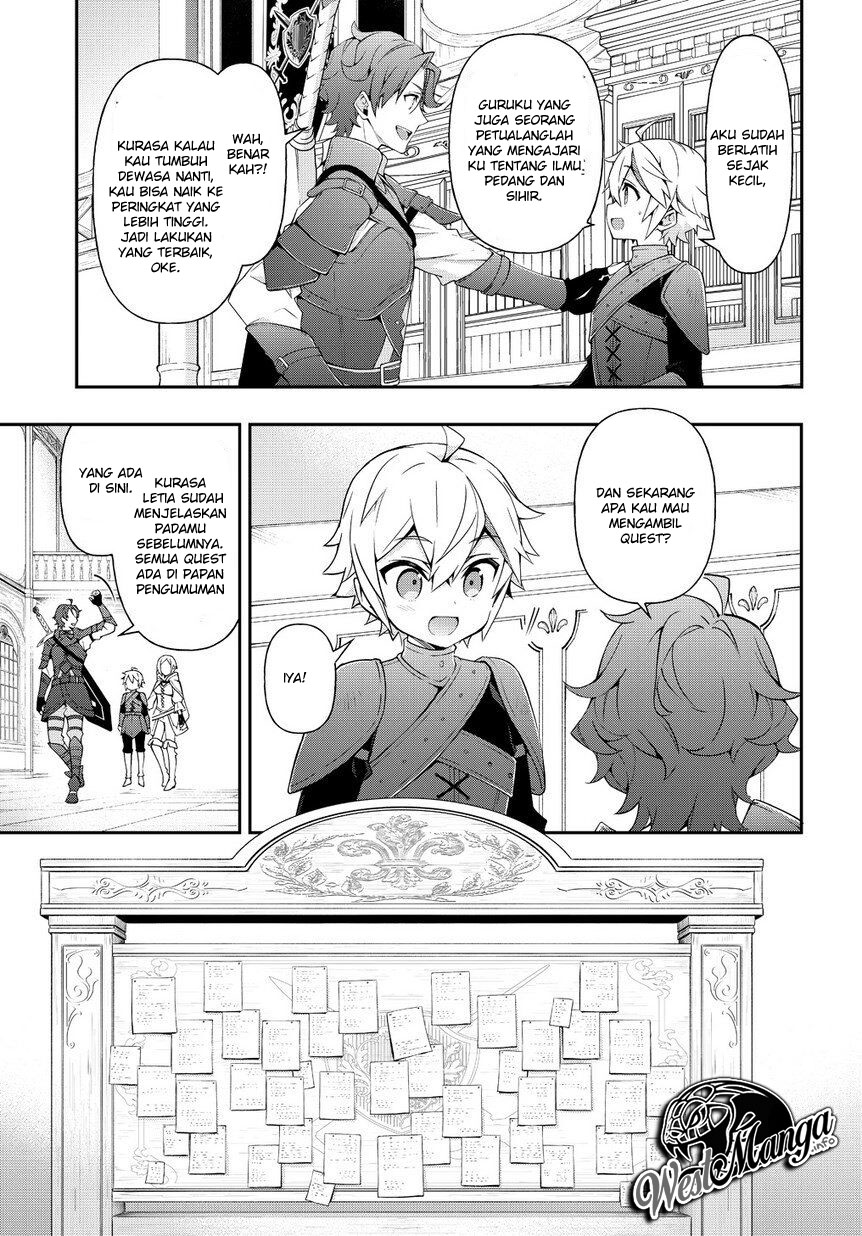 AKU SUDAH
BERLATIH
SEJAK
KECIL,
GURUKU YANG
JUGA SEORANG
PETUALANGLAH
YANG MENGAJARI
KU TENTANG ILMU
PEDANG DAN
SIHIR.
WAH,
BENAR
KAH?!
KURASA KALAU
KAU TUMBUH
DEWASA NANTI,
KAU BISA NAIK KE
PERINGKAT YANG
LEBIH TINGGI.
JADI LAKUKAN
YANG TERBAIK,
OKE.
DAN SEKARANG
APA KAU MAU
MENGAMBIL
QUEST?
IYA!
KURASA
LETIA SUDAH
MENJELASKAN
PADAMU
SEBELUMNYA.
SEMUA QUEST
ADA DI PAPAN
PENGUMUMAN
YANG ADA
DI SINI.
WestManga
.info